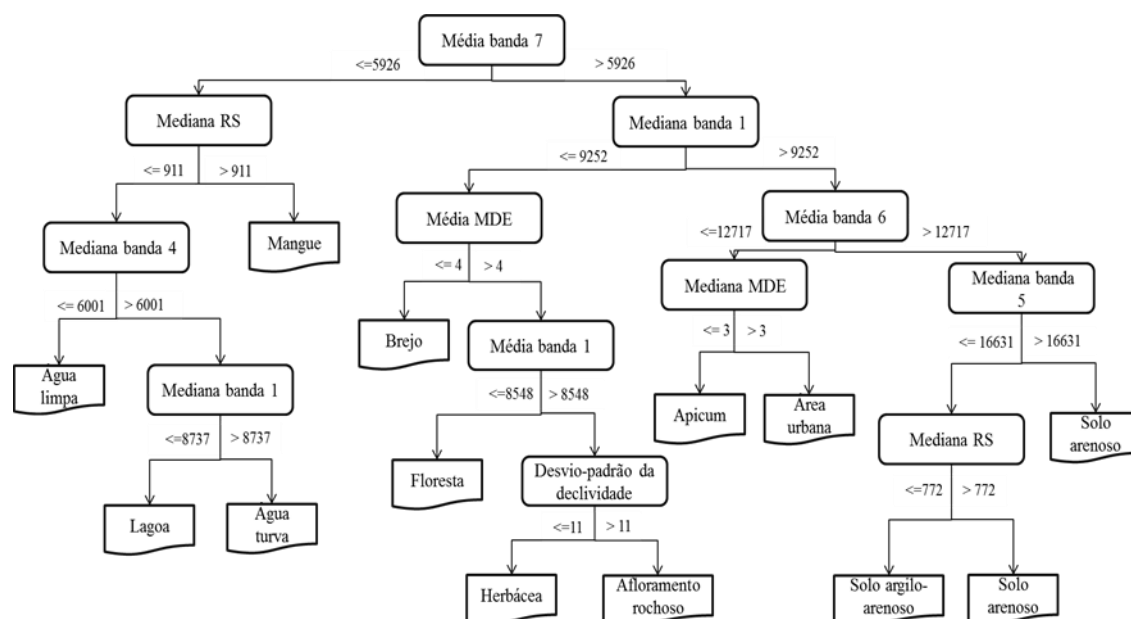 Média banda 7
<=5926
> 5926
Mediana RS
Mediana banda 1
<= 911
> 911
<= 9252
> 9252
Mediana banda 4
Mangue
Média MDE
Média banda 6
<= 6001
> 6001
<= 4
> 4
<=12717
> 12717
Água
limpa
Mediana banda 1
Brejo
Média banda 1
Mediana MDE
Mediana banda
5
<= 3
> 3
<= 16631
> 16631
<=8737
> 8737
<=8548
> 8548
Apicum
Área
urbana
Mediana RS
Solo
arenoso
Lagoa
Água
turva
Floresta
Desvio-padrão da
declividade
<=11
> 11
<=772
> 772
Herbácea
Afloramento
rochoso
Solo argilo-
arenoso
Solo
arenoso